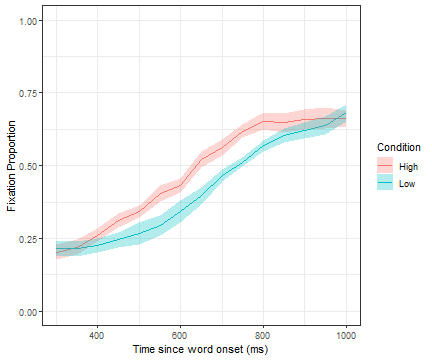 1.00
0.75
0.50
0.25
0.00
Fixation Proportion
400
600
800
1000
Time since word onset (ms)
Condition
High
Low